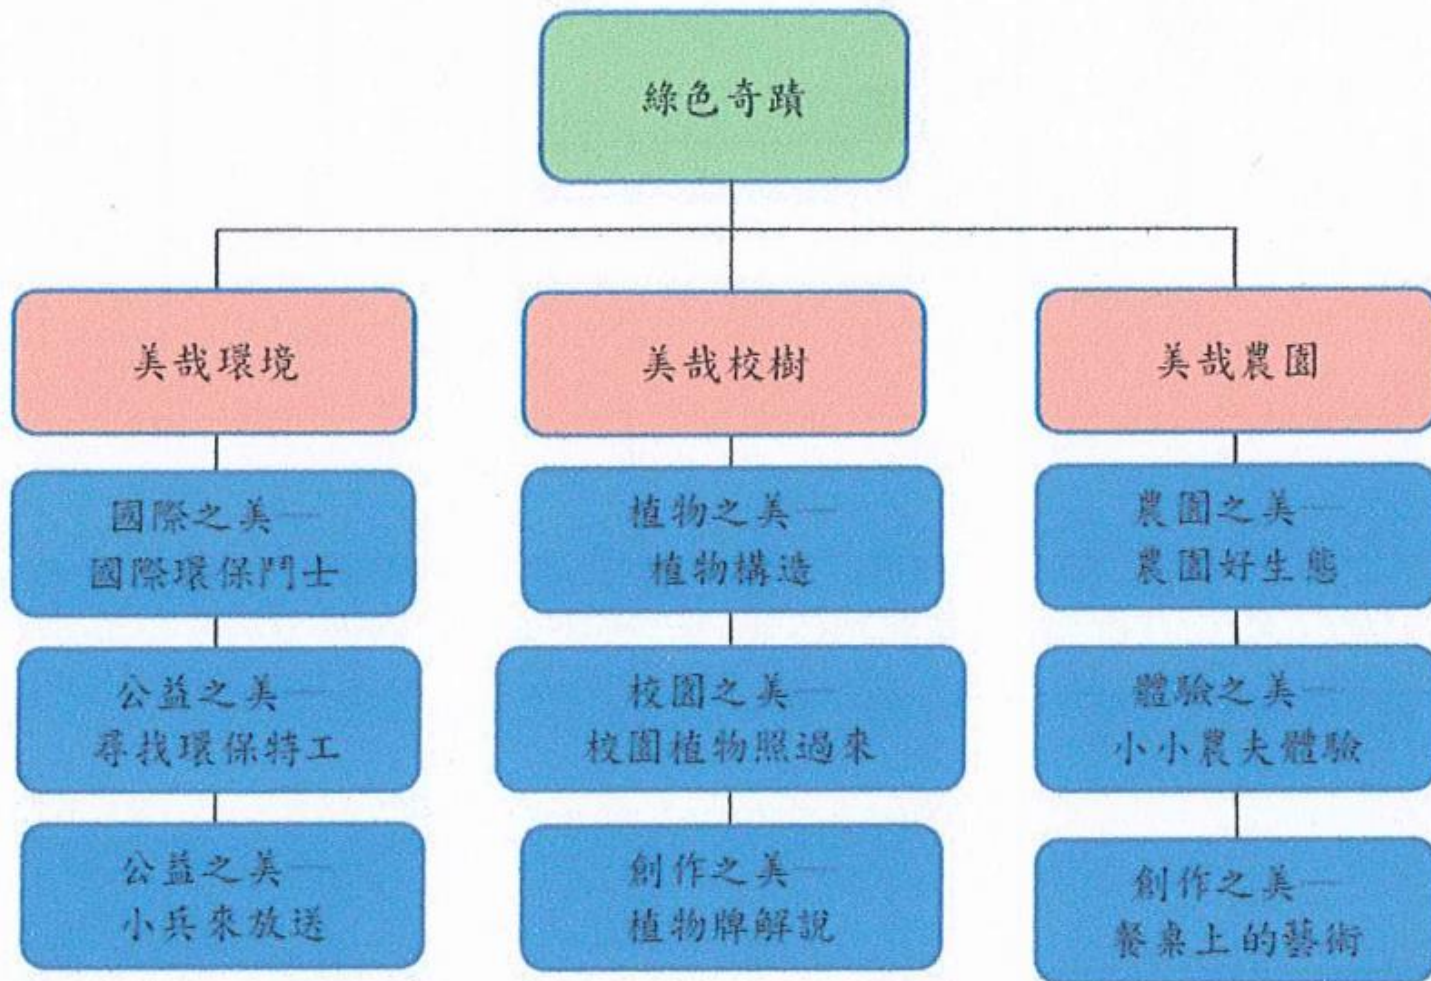 綠色奇蹟
美哉環境
國際之美—
國際環保鬥士
公益之美—
尋找環保特工
公益之美—
小兵來放送
美哉校樹
植物之美—
植物構造
校園之美—
校園植物照過來
創作之美—
植物牌解說
美哉農園
農園之美—
農園好生態
體驗之美—
小小農夫體驗
創作之美—
餐桌上的藝術